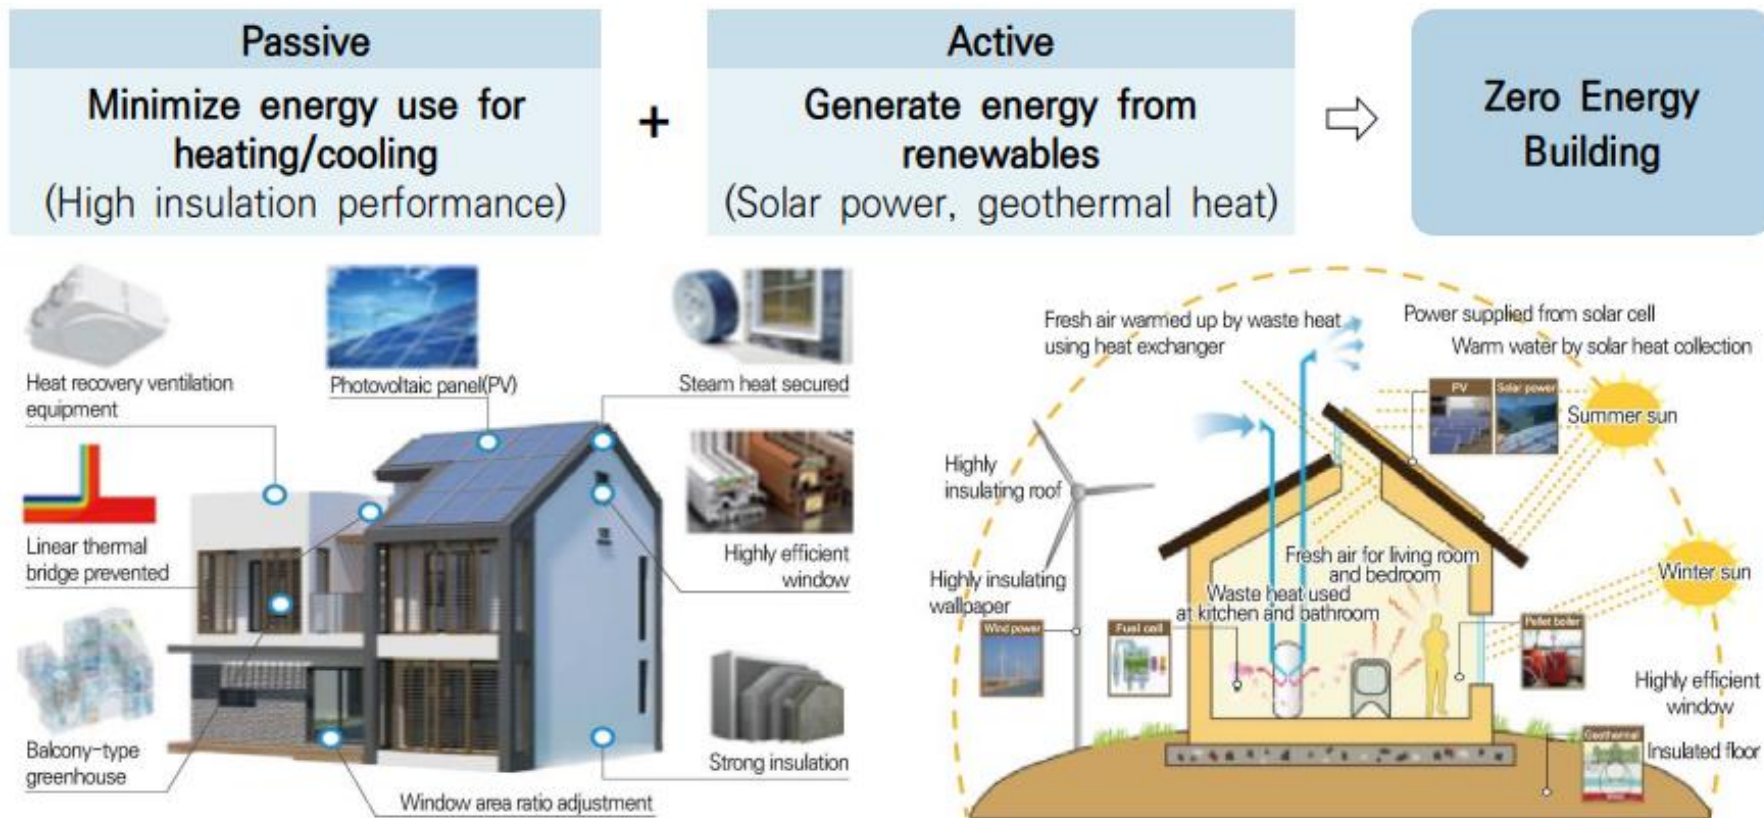 Passive
Minimize energy use for
heating/cooling
(High insulation performance)
+
Active
Generate energy from
renewables
(Solar power, geothermal heat)
Zero Energy
Building
Heat recovery ventilation
equipment
Photovoltaic panel(PV)
Steam heat secured
Linear thermal
bridge prevented
Highly efficient
window
Balcony-type
greenhouse
Strong insulation
Window area ratio adjustment
Fresh air warmed up by waste heat
using heat exchanger
Power supplied from solar cell
Warm water by solar heat collection
PV
Solar power
Summer sun
Highly
insulating roof
Highly insulating
wallpaper
Fresh air for living room
and bedroom
Waste heat used
at kitchen and bathroom
Winter sun
Wind power
Fuel cell
Pellet boiler
Highly efficient
window
Geothermal
Insulated floor